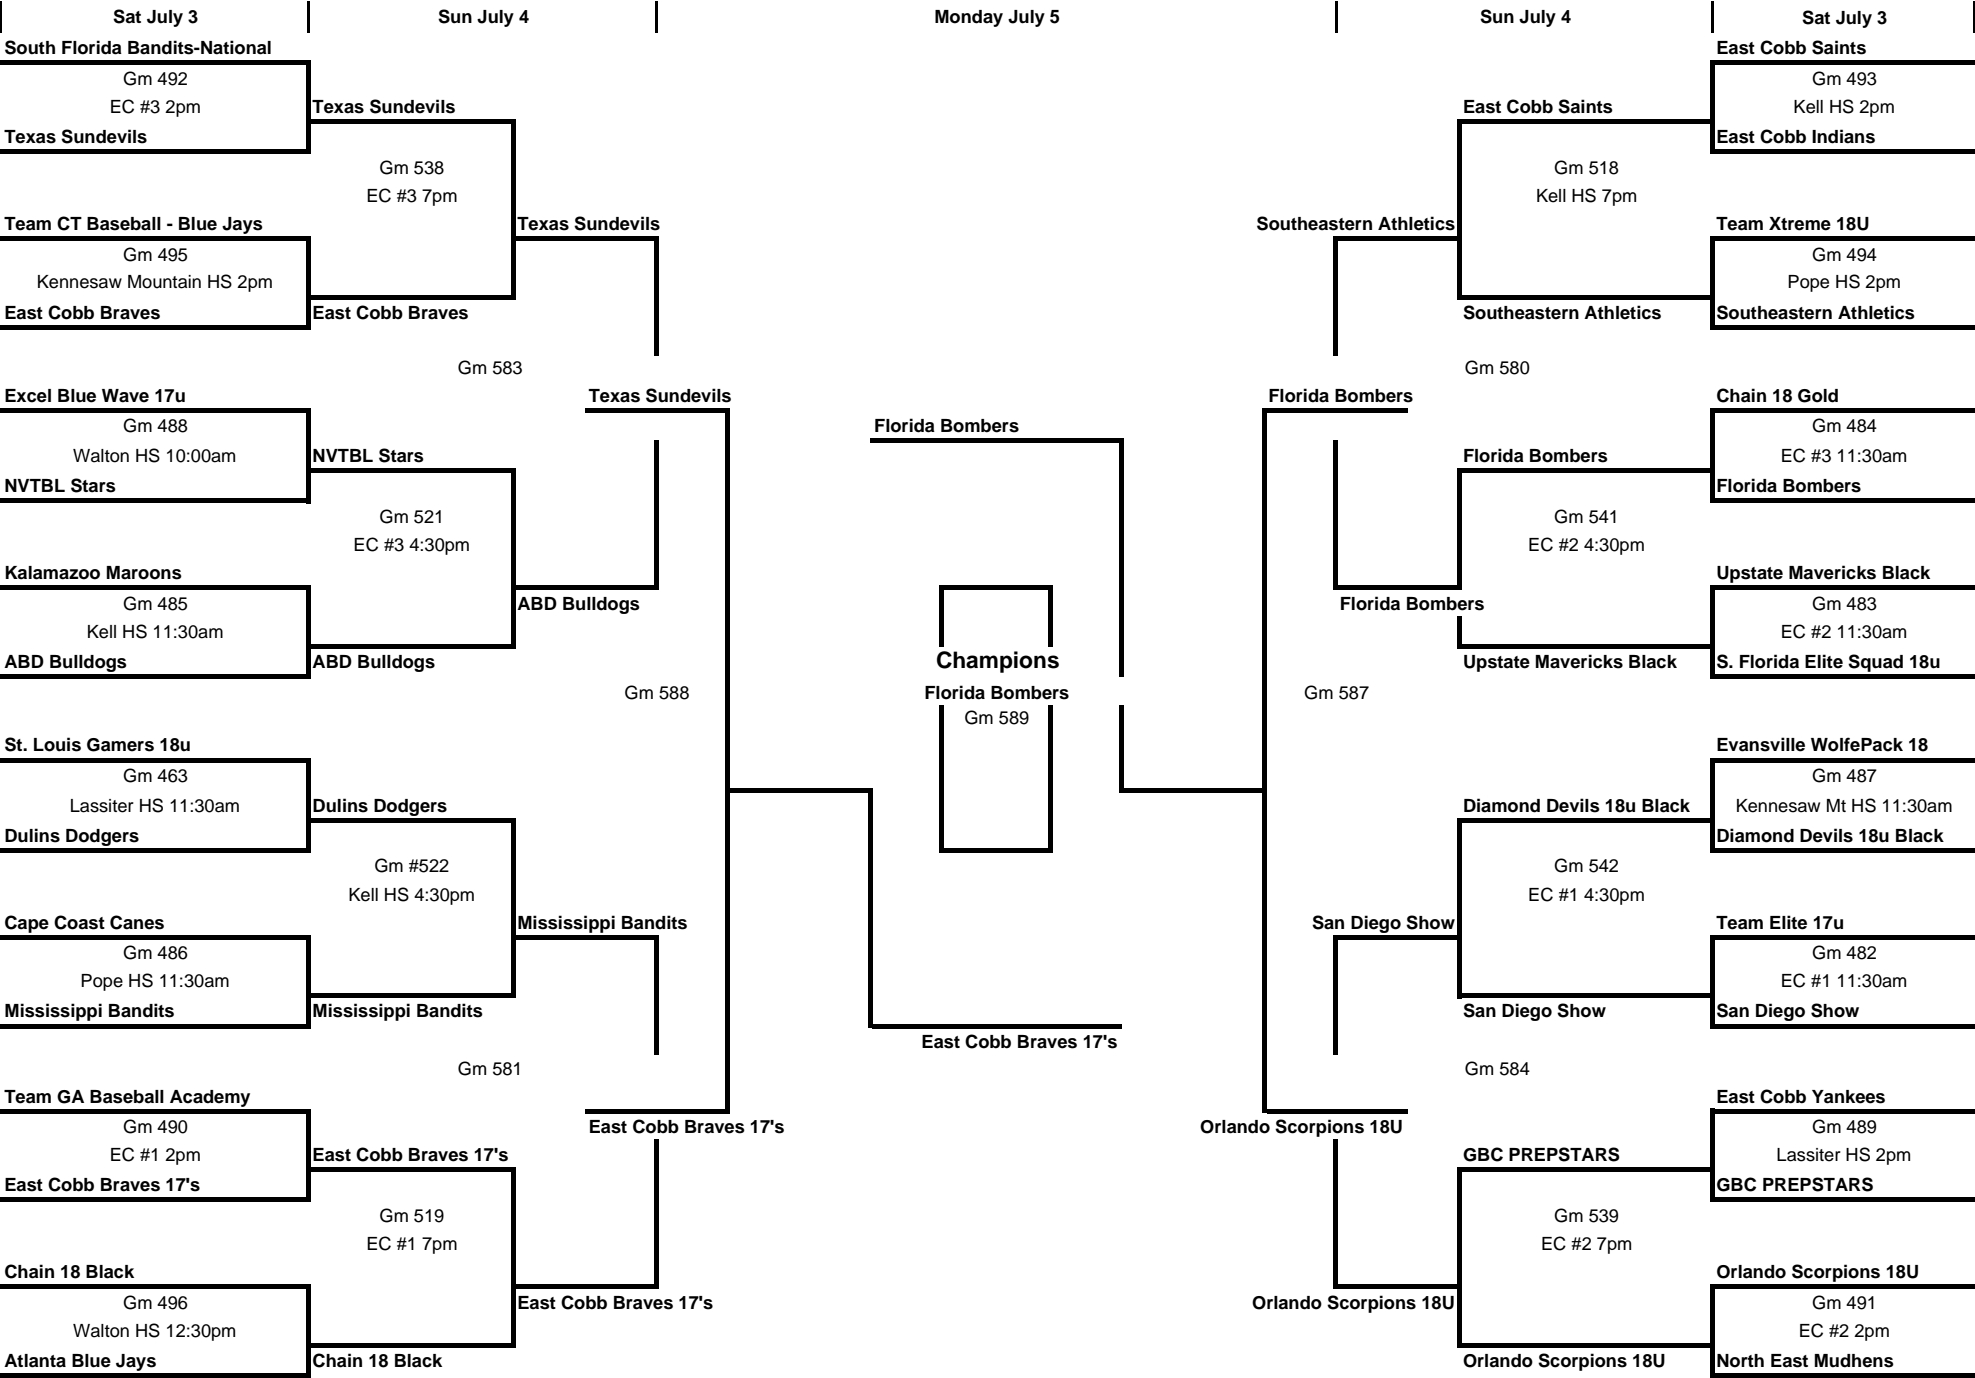 Sat July 3
Sun July 4
Monday July 5
Sun July 4
Sat July 3
South Florida Bandits-National
Gm 492
EC #3 2pm
Texas Sundevils
Team CT Baseball - Blue Jays
Gm 495
Kennesaw Mountain HS 2pm
East Cobb Braves
Excel Blue Wave 17u
Gm 488
Walton HS 10:00am
NVTBL Stars
Kalamazoo Maroons
Gm 485
Kell HS 11:30am
ABD Bulldogs
St. Louis Gamers 18u
Gm 463
Lassiter HS 11:30am
Dulins Dodgers
Cape Coast Canes
Gm 486
Pope HS 11:30am
Mississippi Bandits
Team GA Baseball Academy
Gm 490
EC #1 2pm
East Cobb Braves 17's
Chain 18 Black
Gm 496
Walton HS 12:30pm
Atlanta Blue Jays
Texas Sundevils
Gm 538
EC #3 7pm
East Cobb Braves
NVTBL Stars
Gm 521
EC #3 4:30pm
ABD Bulldogs
Dulins Dodgers
Gm #522
Kell HS 4:30pm
Mississippi Bandits
East Cobb Braves 17's
Gm 519
EC #1 7pm
Chain 18 Black
Texas Sundevils
Gm 583
ABD Bulldogs
Mississippi Bandits
Gm 581
East Cobb Braves 17's
Texas Sundevils
Gm 588
East Cobb Braves 17's
Florida Bombers
Champions
Florida Bombers
Gm 589
East Cobb Braves 17's
Florida Bombers
Gm 587
Orlando Scorpions 18U
Southeastern Athletics
Gm 580
Florida Bombers
San Diego Show
Gm 584
Orlando Scorpions 18U
East Cobb Saints
Gm 518
Kell HS 7pm
Southeastern Athletics
Florida Bombers
Gm 541
EC #2 4:30pm
Upstate Mavericks Black
Diamond Devils 18u Black
Gm 542
EC #1 4:30pm
San Diego Show
GBC PREPSTARS
Gm 539
EC #2 7pm
Orlando Scorpions 18U
East Cobb Saints
Gm 493
Kell HS 2pm
East Cobb Indians
Team Xtreme 18U
Gm 494
Pope HS 2pm
Southeastern Athletics
Chain 18 Gold
Gm 484
EC #3 11:30am
Florida Bombers
Upstate Mavericks Black
Gm 483
EC #2 11:30am
S. Florida Elite Squad 18u
Evansville WolfePack 18
Gm 487
Kennesaw Mt HS 11:30am
Diamond Devils 18u Black
Team Elite 17u
Gm 482
EC #1 11:30am
San Diego Show
East Cobb Yankees
Gm 489
Lassiter HS 2pm
GBC PREPSTARS
Orlando Scorpions 18U
Gm 491
EC #2 2pm
North East Mudhens